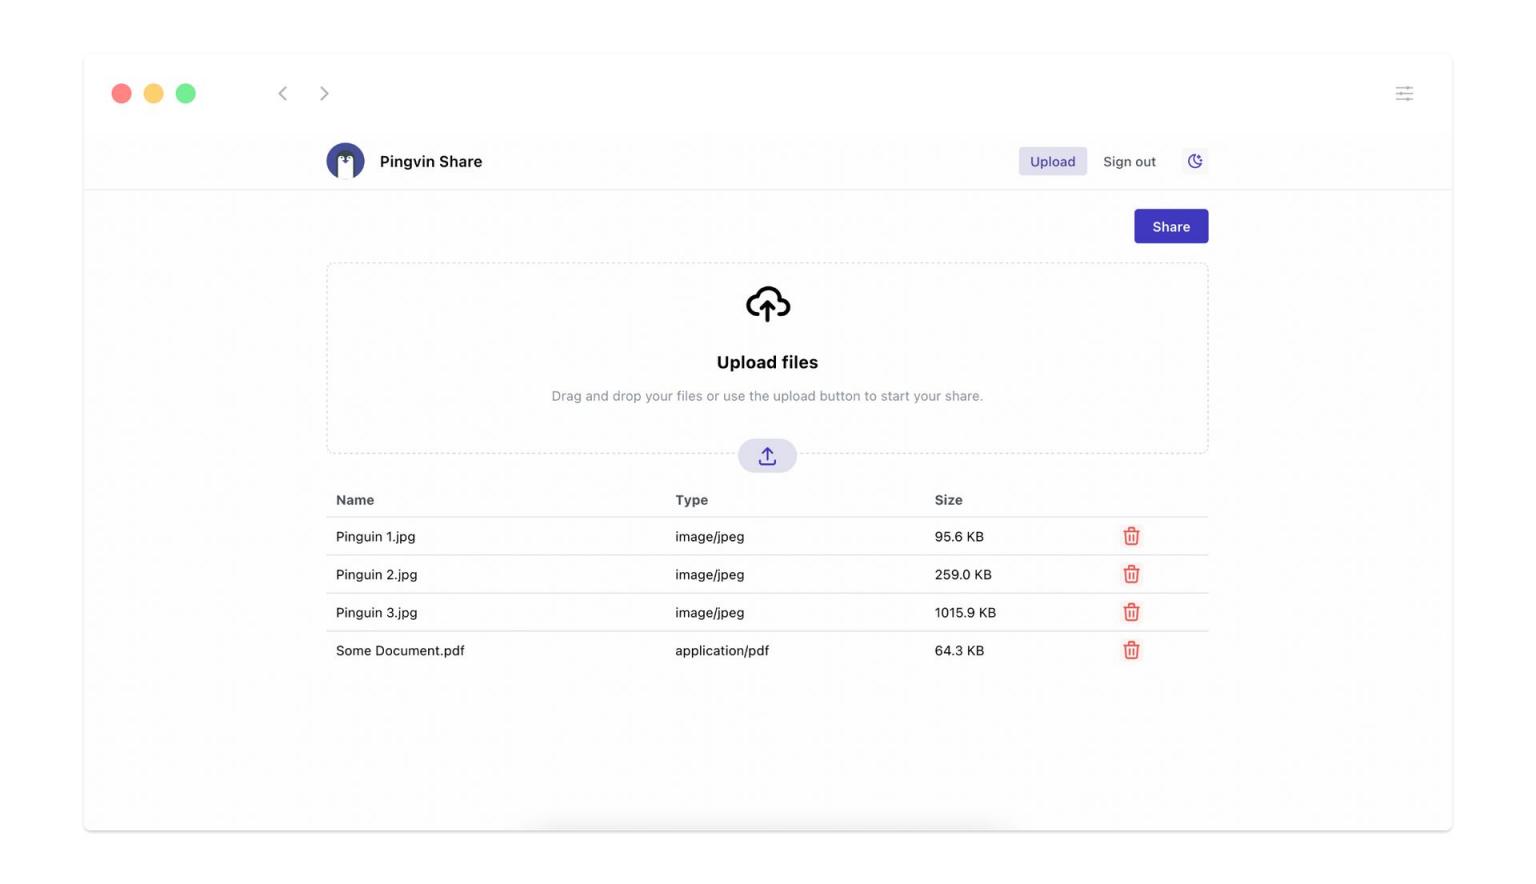 Pingvin Share
Upload
Sign out
Share
Upload files
Drag and drop your files or use the upload button to start your share.
Name Type Size
Pinguin 1.jpg image/jpeg 95.6 KB
Pinguin 2.jpg image/jpeg 259.0 KB
Pinguin 3.jpg image/jpeg 1015.9 KB
Some Document.pdf application/pdf 64.3 KB